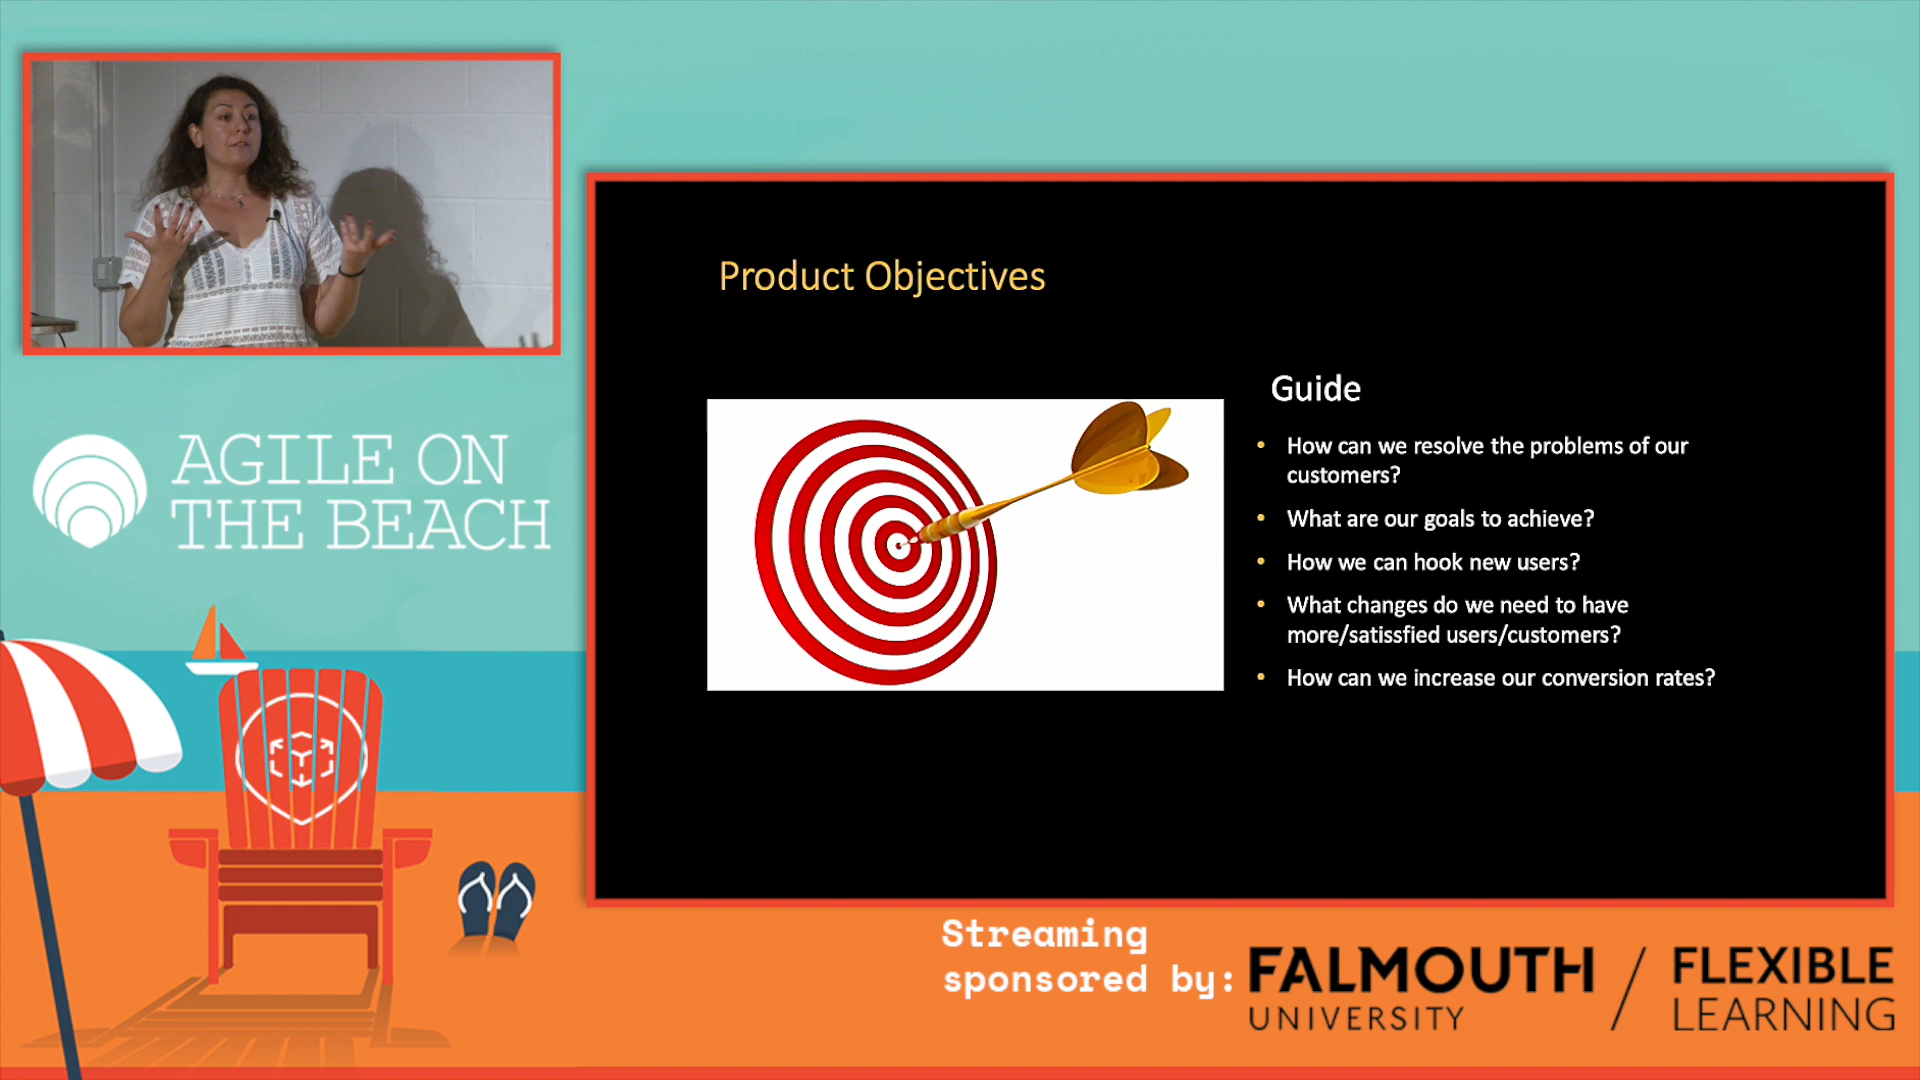 AGILE ON
THE BEACH
Product Objectives
Guide
• How can we resolve the problems of our
customers?
• What are our goals to achieve?
• How we can hook new users?
• What changes do we need to have
more/satissfied users/customers?
• How can we increase our conversion rates?
Streaming
sponsored by:
FALMOUTH
UNIVERSITY
FLEXIBLE
LEARNING